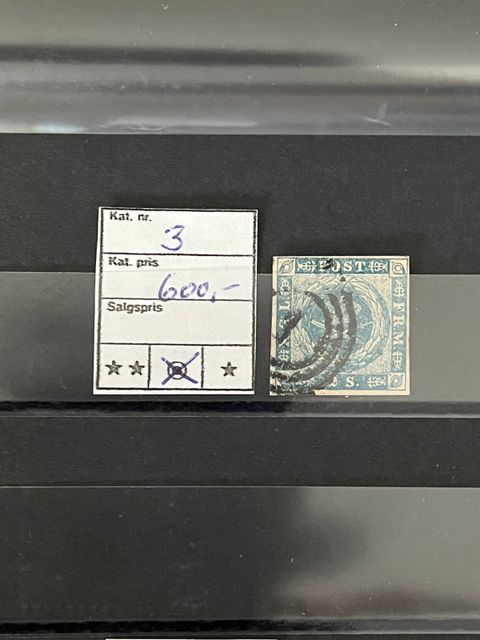 Kat. nr.
3
Kat. pris
600,-
Salgspris
POST
F.R.M.
S.